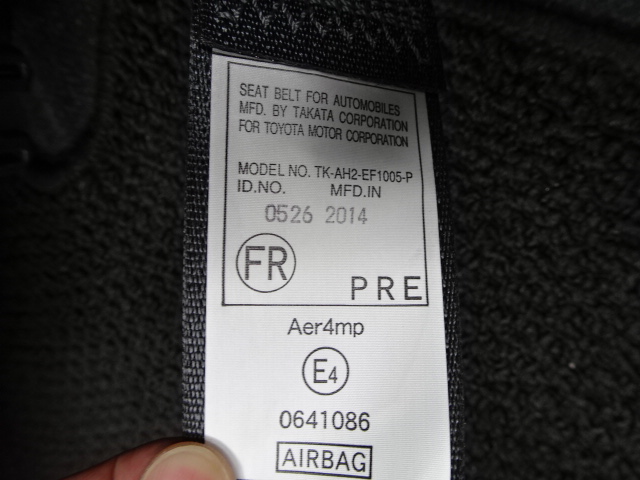 SEAT BELT FOR AUTOMOBILES
MFD. BY TAKATA CORPORATION
FOR TOYOTA MOTOR CORPORATION
MODEL NO. TK-AH2-EF1005-P
ID.NO. MFD.IN
0526 2014
FR
PRE
Aer4mp
E4
0641086
AIRBAG